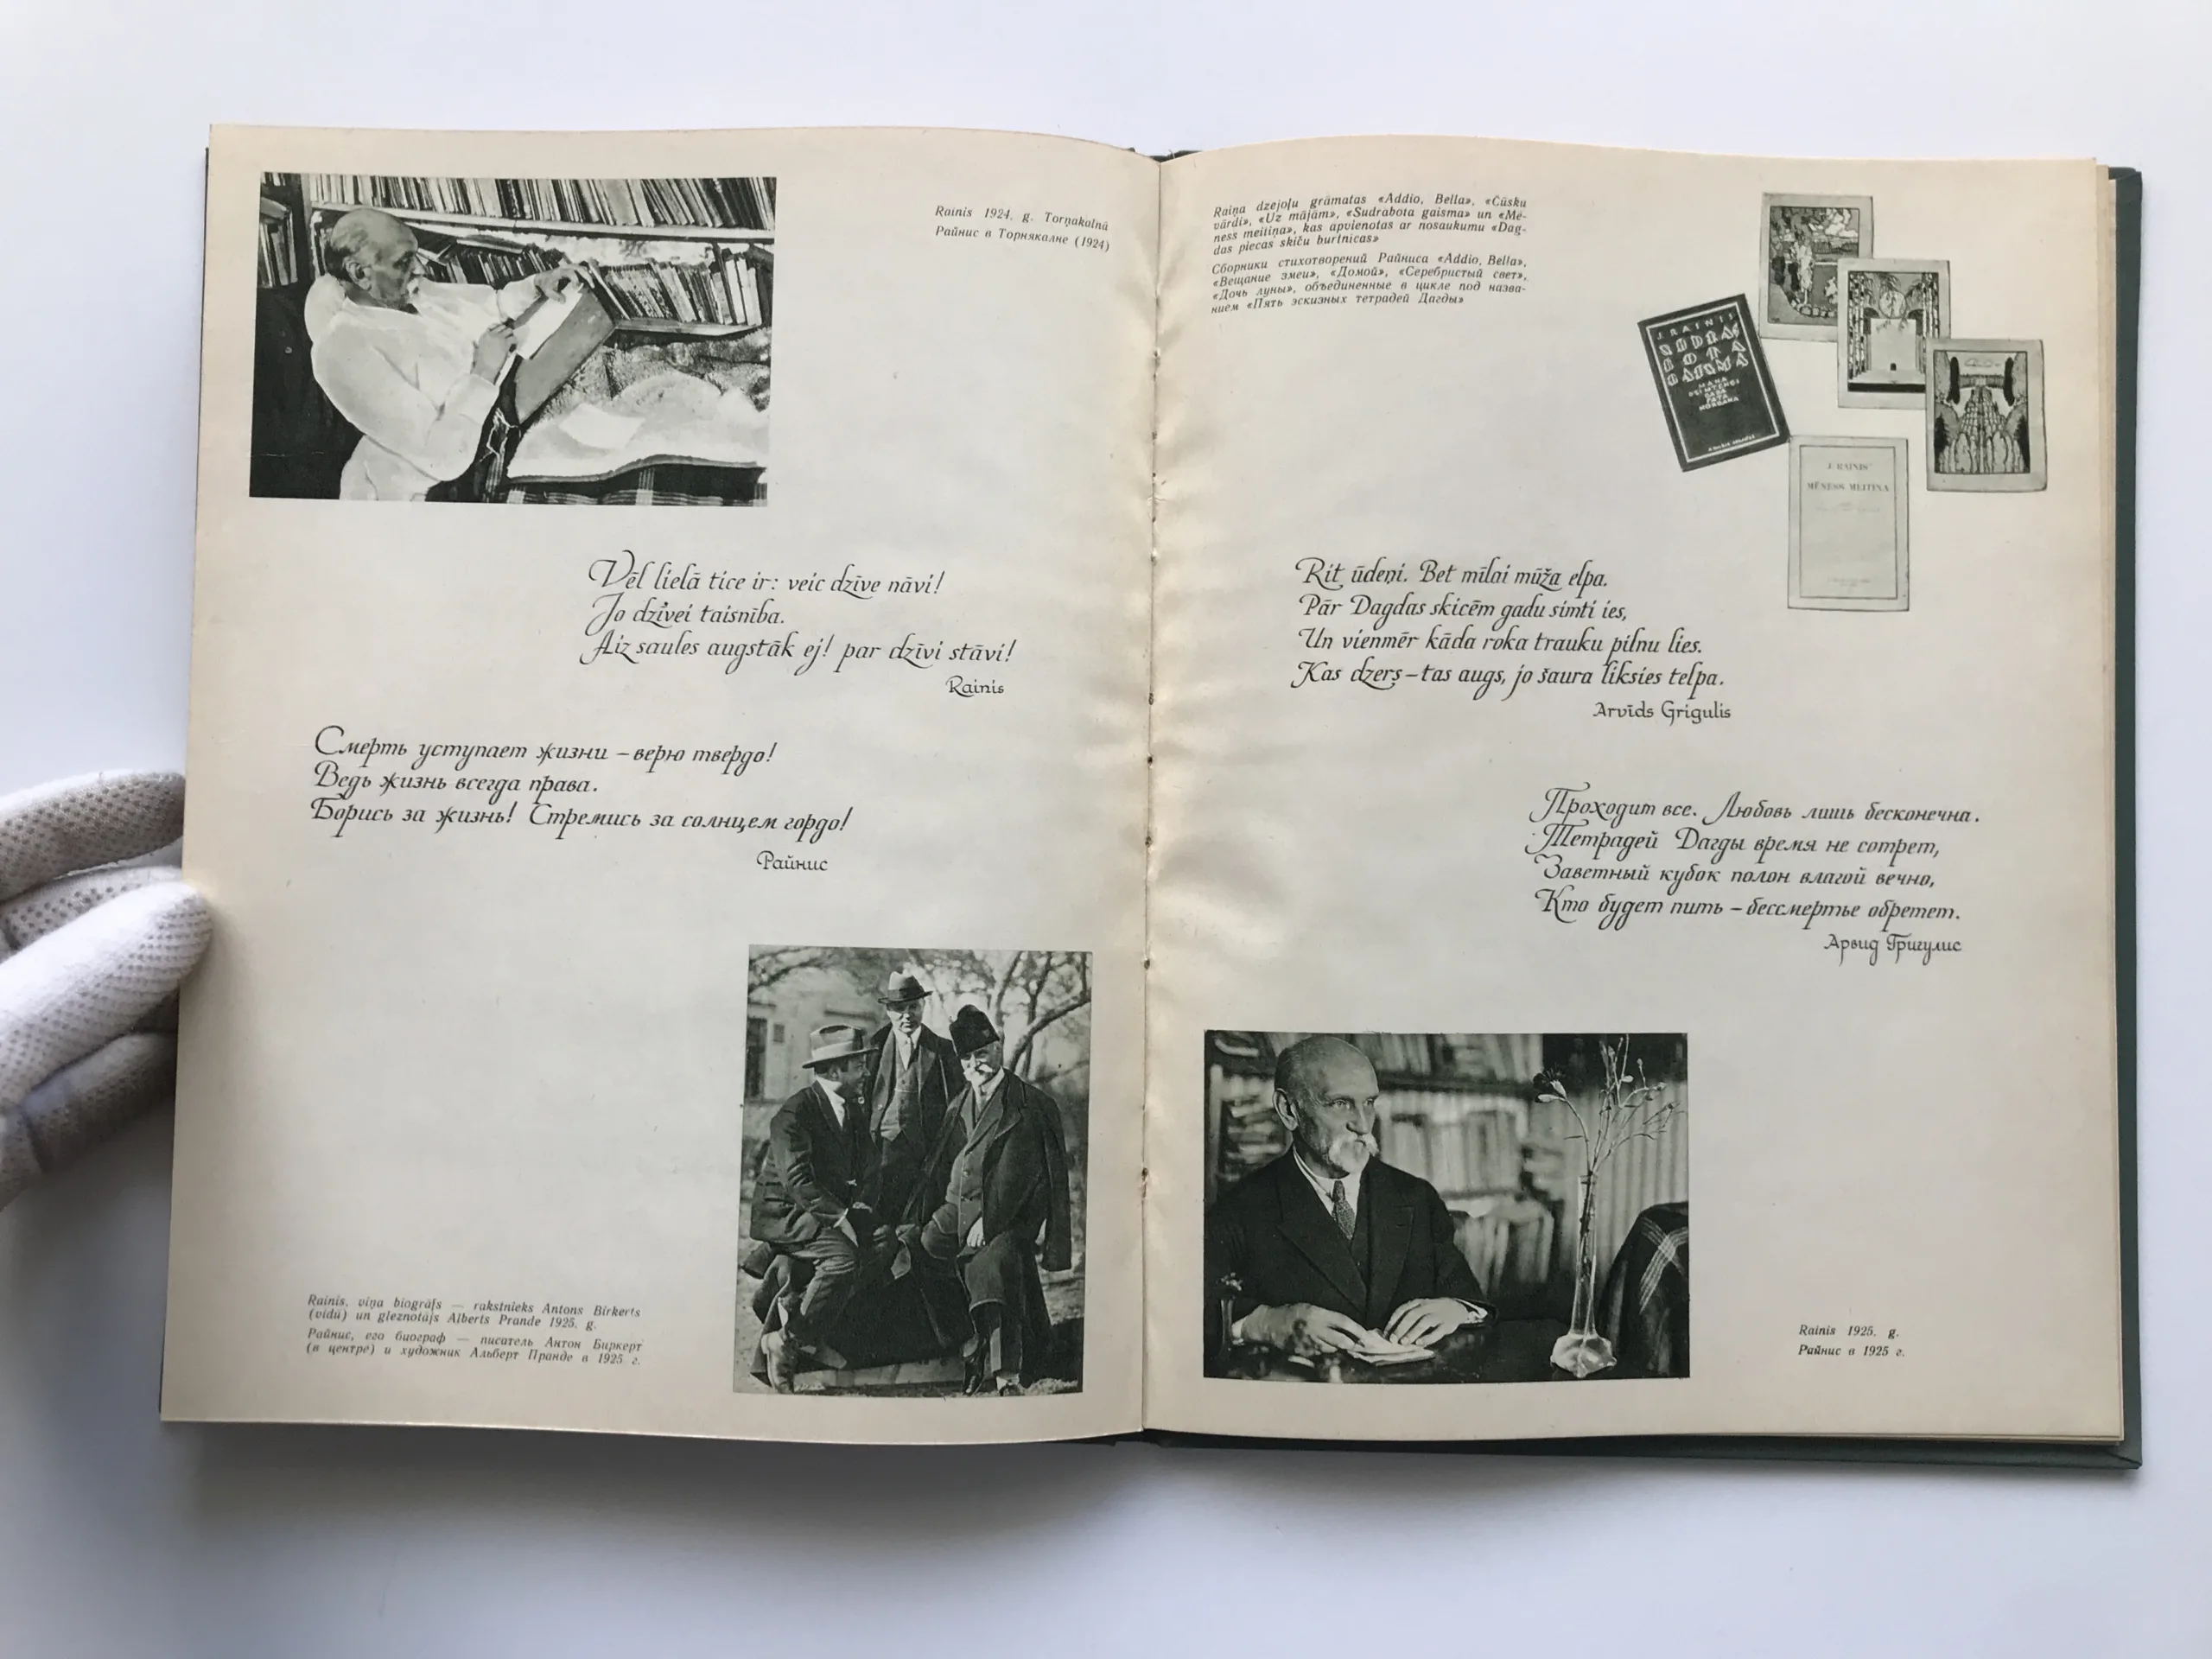 Rainis 1924. g. Torņakalnā
Райнис в Торнякалне (1924)
Vēl lielā tice ir: veic dzīve nāvi!
Jo dzīvei taisnība.
Aiz saules augstāk ej! par dzīvi stāvi!
Rainis
Смерть уступает жизни – верю твердо!
Ведь жизнь всегда права.
Борись за жизнь! Стремись за солнцем гордо!
Райнис
Rainis, viņa biogrāfs — rakstnieks Antons Birkerts
(vidū) un gleznotājs Alberts Prande 1925. g.
Райнис, его биограф — писатель Антон Биркерт
(в центре) и художник Альберт Пранде в 1925 г.
Raiņa dzejoļu grāmatas «Addio, Bella», «Čūsku
vārdi», «Uz mājām», «Sudrabota gaisma» un «Mē-
ness meitiņa», kas apvienotas ar nosaukumu «Dag-
das piecas skiču burtnicas»
Сборники стихотворений Райниса «Addio, Bella»,
«Вещание змеи», «Домой», «Серебристый свет»,
«Дочь луны», объединенные в цикле под назва-
нием «Пять эскизных тетрадей Дагды»
J. RAINIS
SUDRA
BOTA
GAISMA
J. RAINIS
MĒNESS MEITIŅA
Rit ūdeņi. Bet mīlai mūža elpa.
Pār Dagdas skicēm gadu simti ies,
Un vienmēr kāda roka trauku pilnu lies.
Kas dzers – tas augs, jo šaura liksies telpa.
Arvīds Grigulis
Проходит все. Любовь лишь бесконечна.
Тетрадей Дагды время не сотрет,
Заветный кубок полон влагой вечно,
Кто будет пить – бессмертье обретет.
Арвид Григулис
Rainis 1925. g.
Райнис в 1925 г.